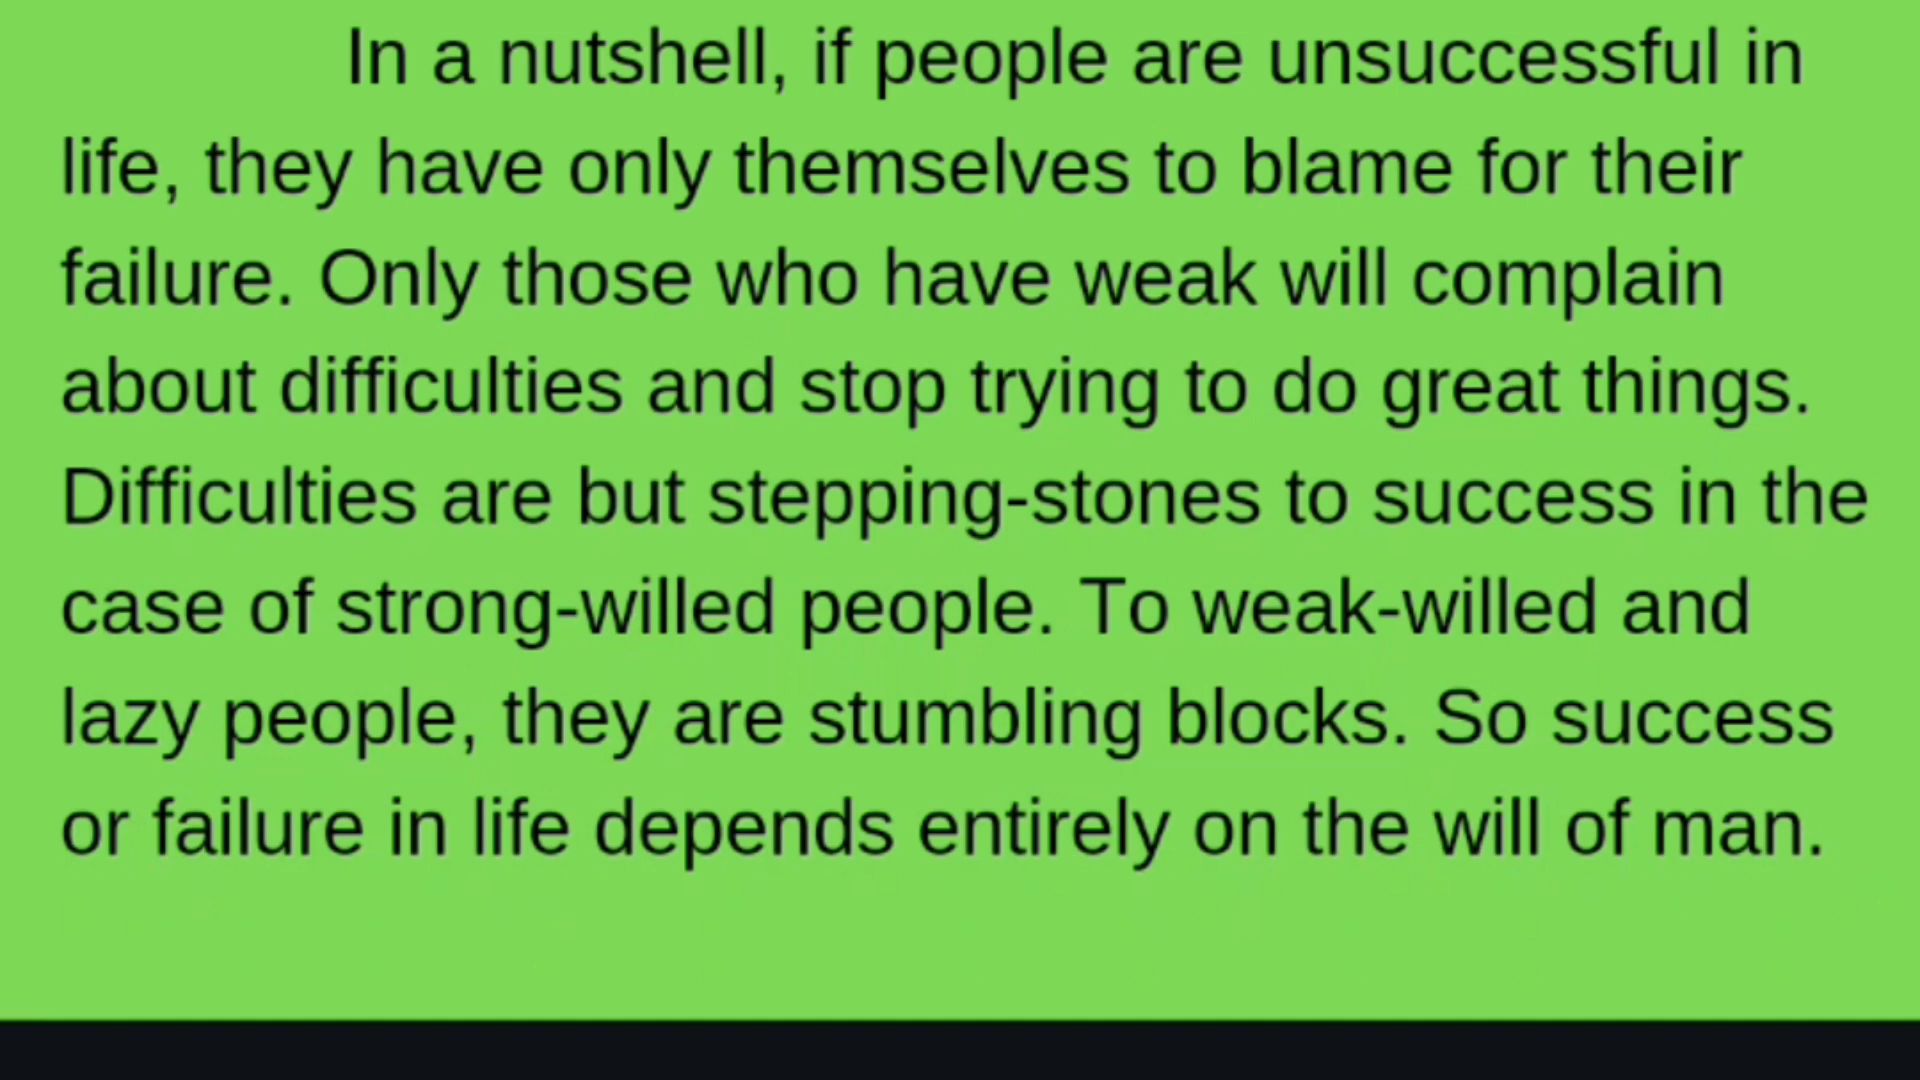 In a nutshell, if people are unsuccessful in
life, they have only themselves to blame for their
failure. Only those who have weak will complain
about difficulties and stop trying to do great things.
Difficulties are but stepping-stones to success in the
case of strong-willed people. To weak-willed and
lazy people, they are stumbling blocks. So success
or failure in life depends entirely on the will of man.